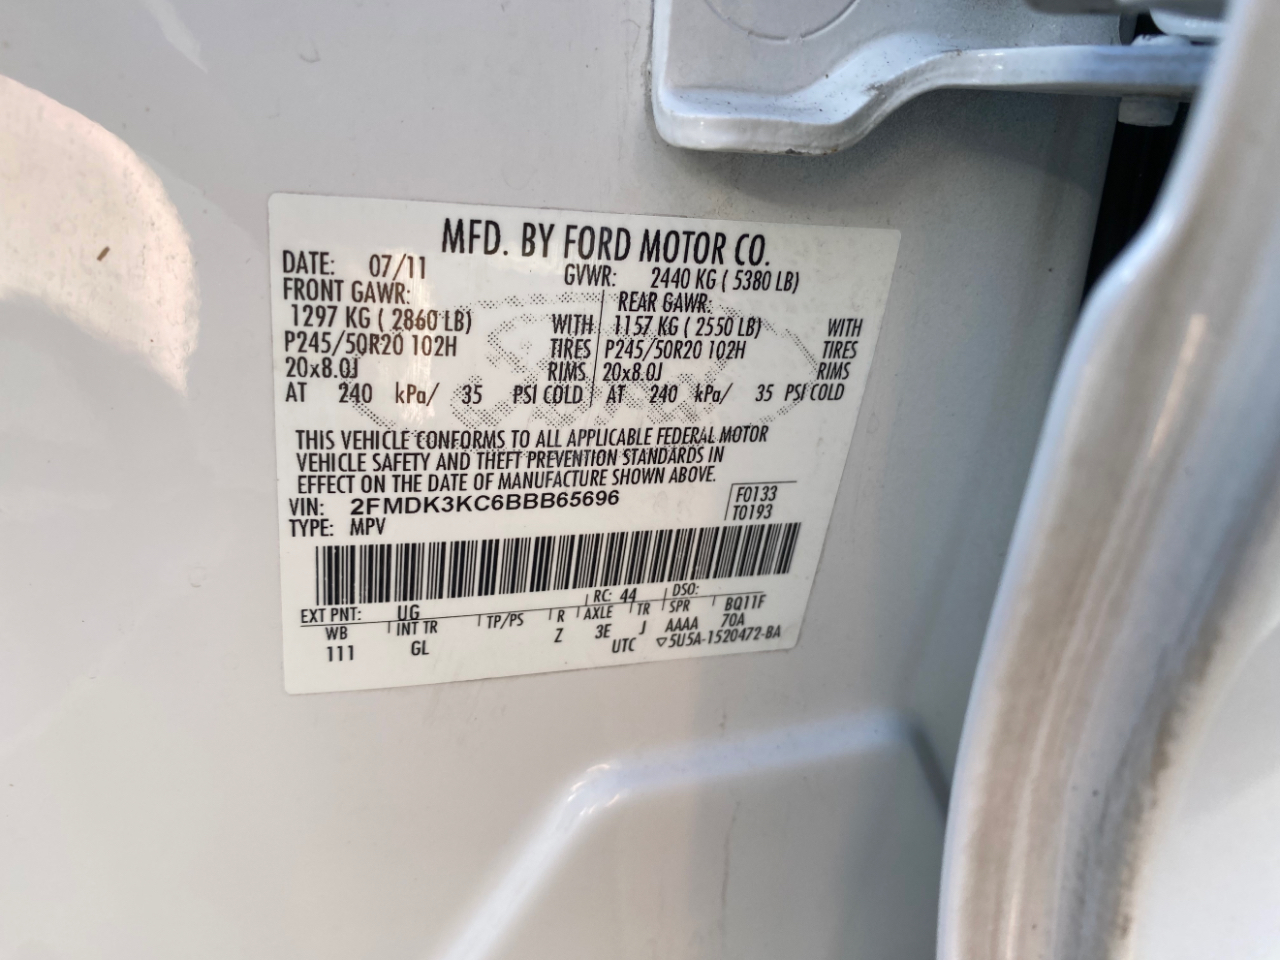 MFD. BY FORD MOTOR CO.
DATE: 07/11 GVWR: 2440 KG ( 5380 LB)
FRONT GAWR: REAR GAWR:
1297 KG ( 2860 LB) WITH 1157 KG ( 2550 LB) WITH
P245/50R20 102H TIRES P245/50R20 102H TIRES
20x8.0J RIMS 20x8.0J RIMS
AT 240 kPa/ 35 PSI COLD AT 240 kPa/ 35 PSI COLD
THIS VEHICLE CONFORMS TO ALL APPLICABLE FEDERAL MOTOR
VEHICLE SAFETY AND THEFT PREVENTION STANDARDS IN
EFFECT ON THE DATE OF MANUFACTURE SHOWN ABOVE.
VIN: 2FMDK3KC6BBB65696 F0133
TYPE: MPV T0193
EXT PNT: UG RC: 44 DSO:
WB INT TR TP/PS R AXLE TR SPR BQ11F
111 GL Z 3E J AAAA 70A
UTC ▽5U5A-1520472-BA